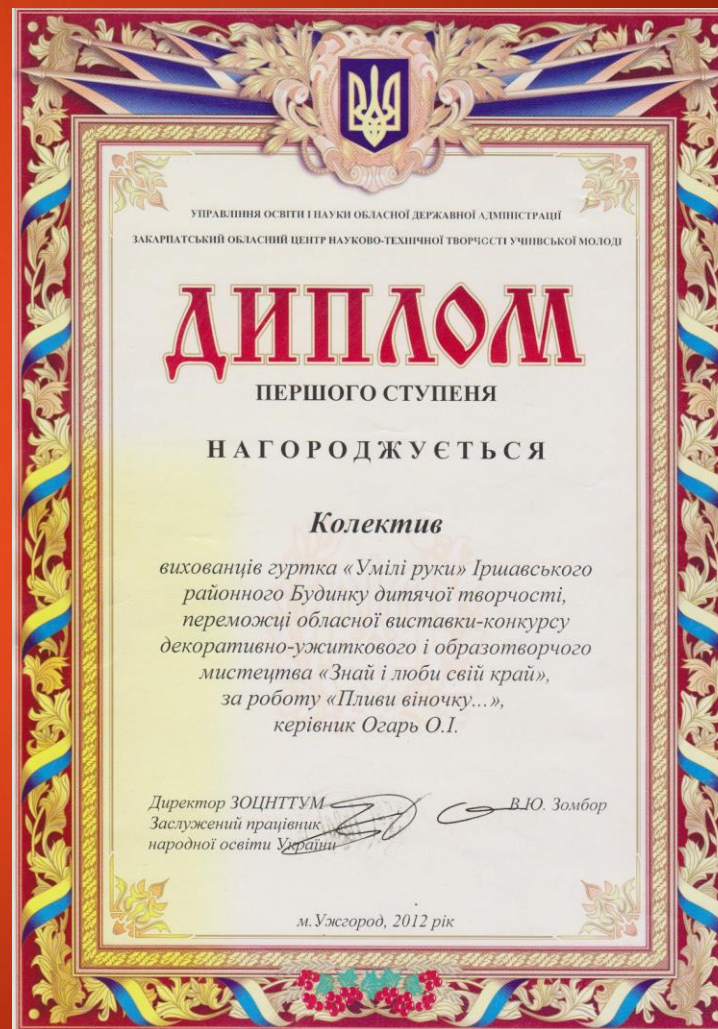 УПРАВЛІННЯ ОСВІТИ І НАУКИ ОБЛАСНОЇ ДЕРЖАВНОЇ АДМІНІСТРАЦІЇ
ЗАКАРПАТСЬКИЙ ОБЛАСНИЙ ЦЕНТР НАУКОВО-ТЕХНІЧНОЇ ТВОРЧОСТІ УЧНІВСЬКОЇ МОЛОДІ
ДИПЛОМ
ПЕРШОГО СТУПЕНЯ
НАГОРОДЖУЄТЬСЯ
Колектив
вихованців гуртка «Умілі руки» Іршавського
районного Будинку дитячої творчості,
переможці обласної виставки-конкурсу
декоративно-ужиткового і образотворчого
мистецтва «Знай і люби свій край»,
за роботу «Пливи віночку...»,
керівник Огарь О.І.
Директор ЗОЦНТТУМ В.Ю. Зомбор
Заслужений працівник
народної освіти України
м.Ужгород, 2012 рік